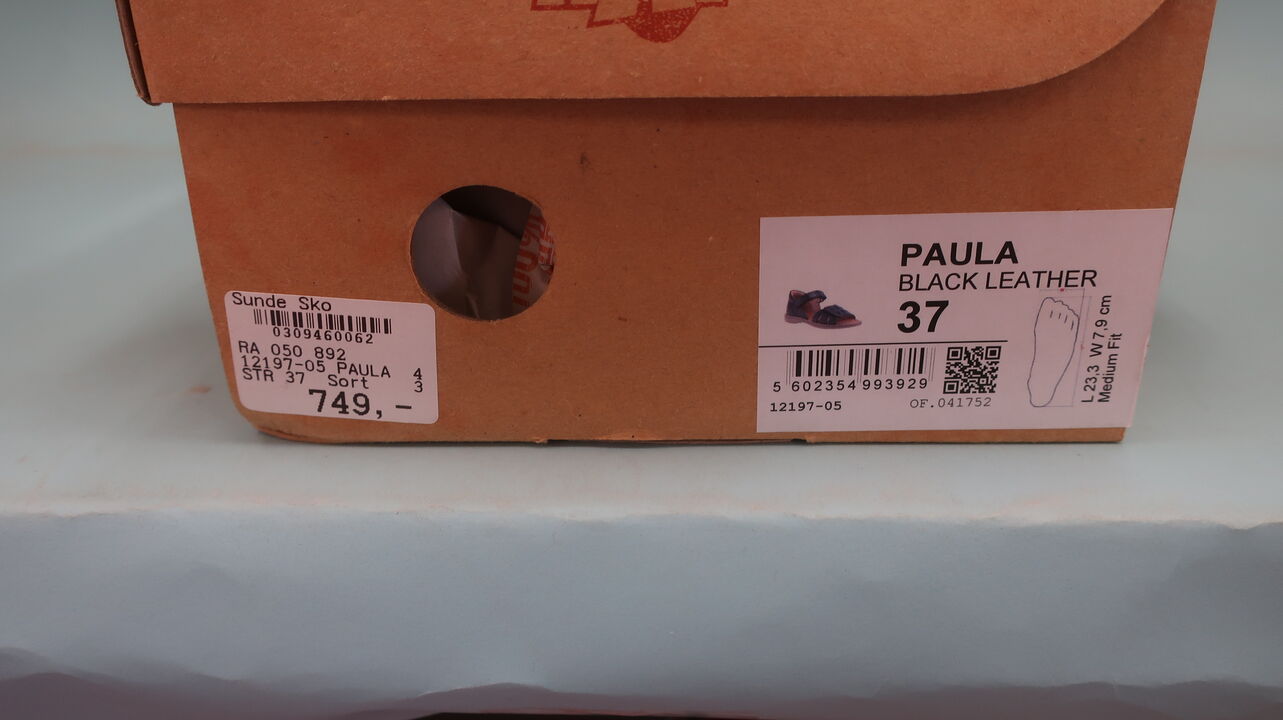 Sunde Sko
0309460062
RA 050 892
12197-05 PAULA 4
STR 37 Sort 3
749,-
PAULA
BLACK LEATHER
37
5 602354 993929
12197-05 OF.041752
L 23,3 W 7,9 cm
Medium Fit